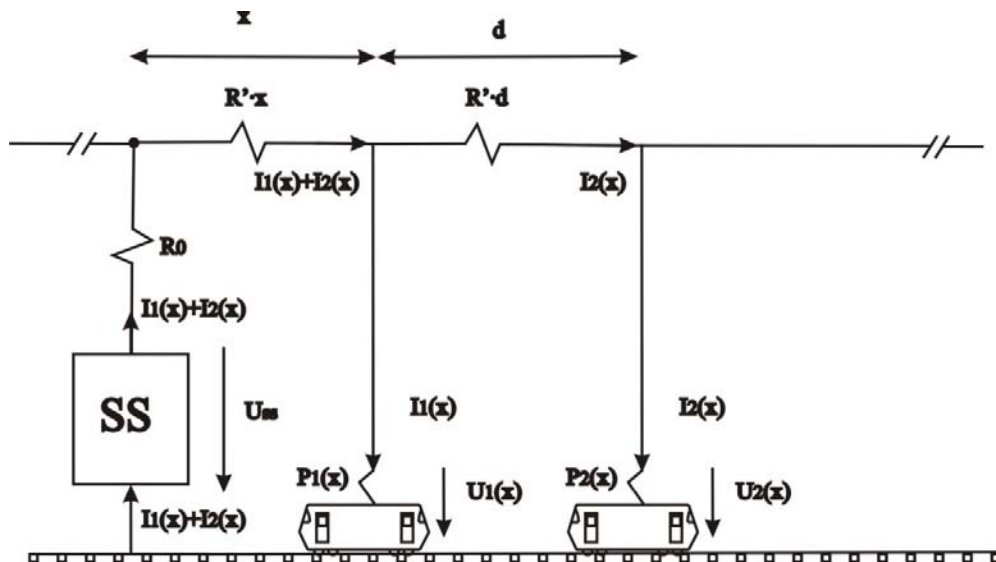 x
d
R'·x
R'·d
I1(x)+I2(x)
I2(x)
R0
I1(x)+I2(x)
SS
Uss
I1(x)
I2(x)
P1(x)
U1(x)
P2(x)
U2(x)
I1(x)+I2(x)